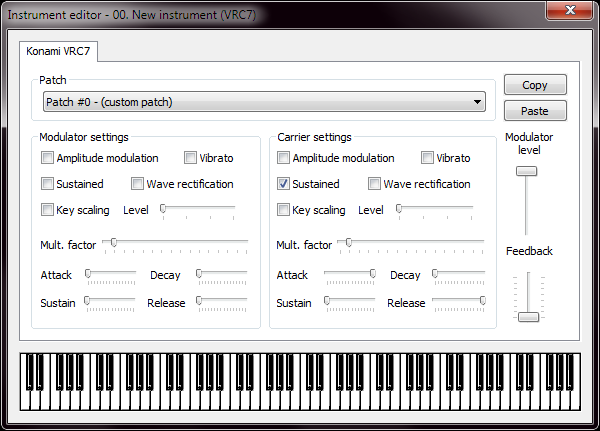 Instrument editor - 00. New instrument (VRC7)
Konami VRC7
Patch
Patch #0 - (custom patch)
Copy
Paste
Modulator settings
Amplitude modulation
Vibrato
Sustained
Wave rectification
Key scaling
Level
Mult. factor
Attack
Decay
Sustain
Release
Carrier settings
Amplitude modulation
Vibrato
Sustained
Wave rectification
Key scaling
Level
Mult. factor
Attack
Decay
Sustain
Release
Modulator
level
Feedback